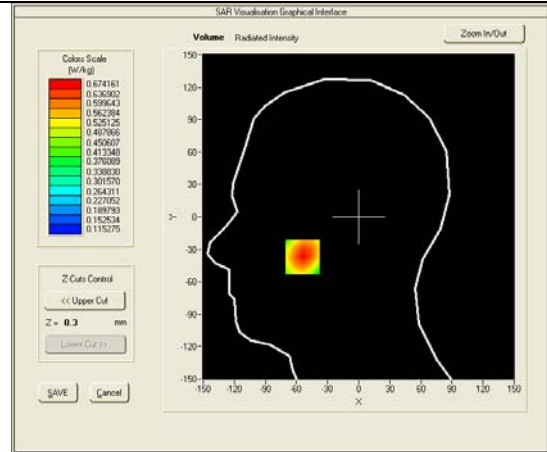 SAR Visualisation Graphical Interface
Volume Radiated Intensity
Zoom In/Out
Colors Scale
(W/kg)
0.674161
0.636902
0.599643
0.562384
0.525125
0.487866
0.450607
0.413348
0.376089
0.338830
0.301570
0.264311
0.227052
0.189793
0.152534
0.115275
Z-Cuts Control
<< Upper Cut
Z = 0.3 mm
Lower Cut >>
SAVE Cancel
150
120
90
60
30
0
-30
-60
-90
-120
-150
Y
-150 -120 -90 -60 -30 0 30 60 90 120 150
X